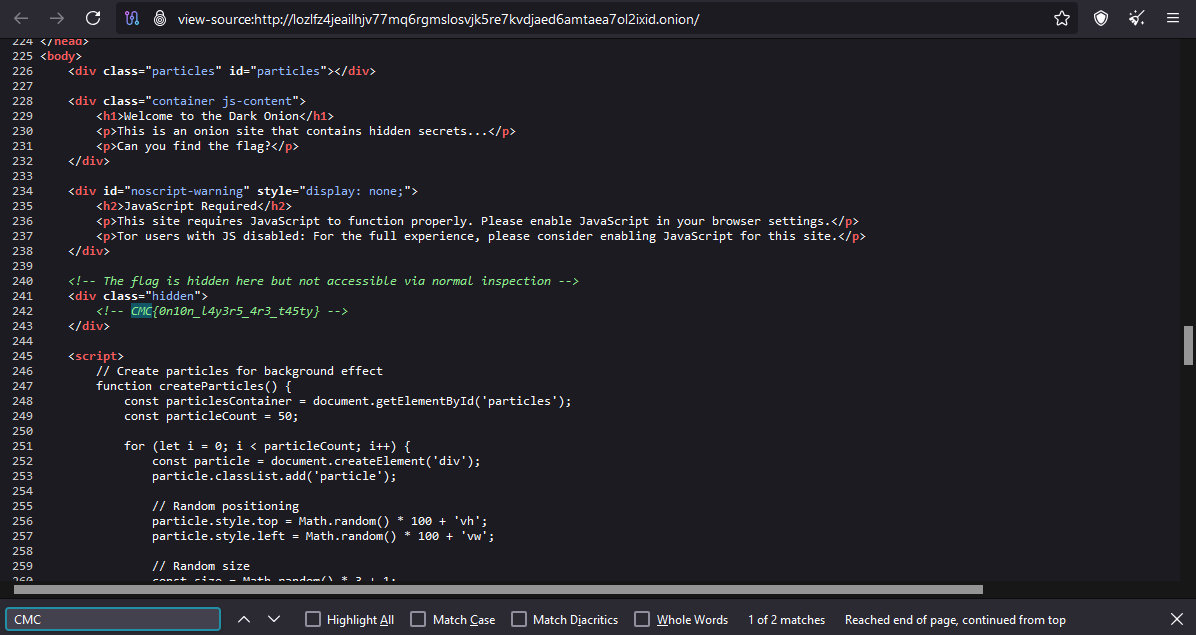 view-source:http://lozlfz4jeailhjv77mq6rgmslosvjk5re7kvdjaed6amtaea7ol2ixid.onion/
224 </head>
225 <body>
226 <div class="particles" id="particles"></div>
227
228 <div class="container js-content">
229 <h1>Welcome to the Dark Onion</h1>
230 <p>This is an onion site that contains hidden secrets...</p>
231 <p>Can you find the flag?</p>
232 </div>
233
234 <div id="noscript-warning" style="display: none;">
235 <h2>JavaScript Required</h2>
236 <p>This site requires JavaScript to function properly. Please enable JavaScript in your browser settings.</p>
237 <p>Tor users with JS disabled: For the full experience, please consider enabling JavaScript for this site.</p>
238 </div>
239
240 <!-- The flag is hidden here but not accessible via normal inspection -->
241 <div class="hidden">
242 <!-- CMC{0n10n_l4y3r5_4r3_t45ty} -->
243 </div>
244
245 <script>
246 // Create particles for background effect
247 function createParticles() {
248 const particlesContainer = document.getElementById('particles');
249 const particleCount = 50;
250
251 for (let i = 0; i < particleCount; i++) {
252 const particle = document.createElement('div');
253 particle.classList.add('particle');
254
255 // Random positioning
256 particle.style.top = Math.random() * 100 + 'vh';
257 particle.style.left = Math.random() * 100 + 'vw';
258
259 // Random size
260 const size = Math.random() * 3 + 1;
CMC
Highlight All
Match Case
Match Diacritics
Whole Words
1 of 2 matches
Reached end of page, continued from top